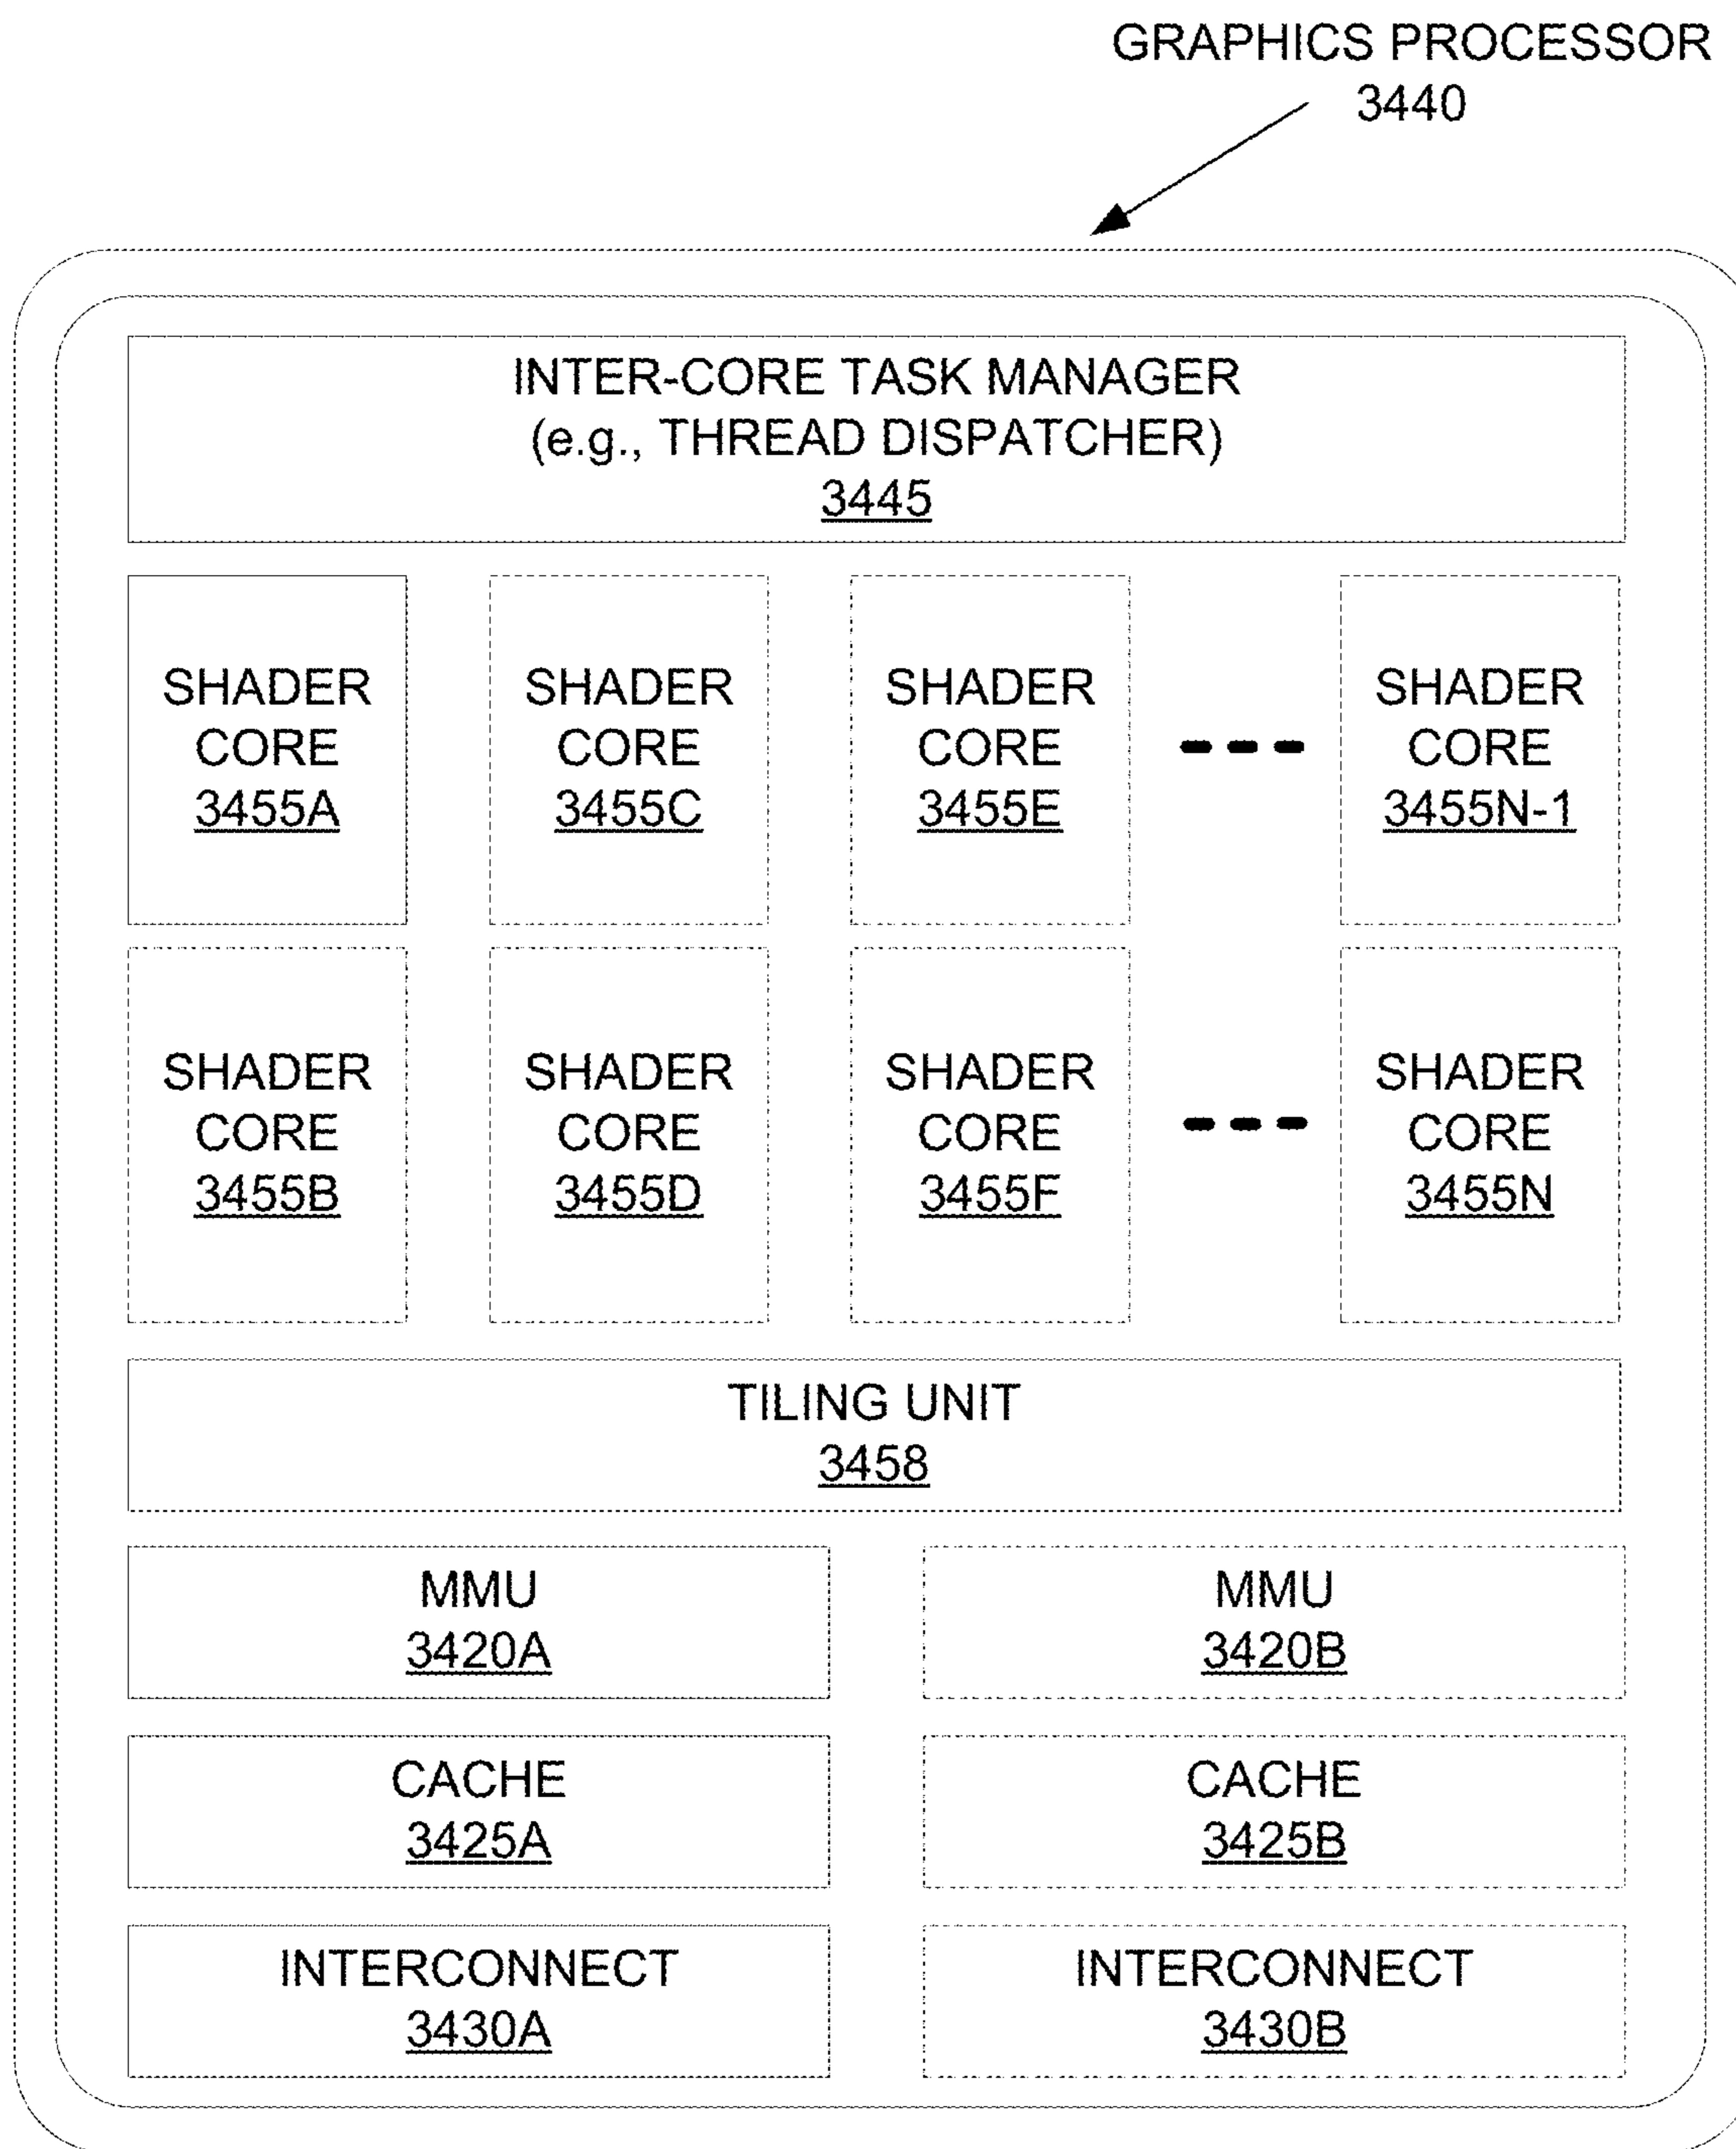 GRAPHICS PROCESSOR
3440
INTER-CORE TASK MANAGER
(e.g., THREAD DISPATCHER)
3445
SHADER
CORE
3455A
SHADER
CORE
3455C
SHADER
CORE
3455E
SHADER
CORE
3455N-1
SHADER
CORE
3455B
SHADER
CORE
3455D
SHADER
CORE
3455F
SHADER
CORE
3455N
TILING UNIT
3458
MMU
3420A
MMU
3420B
CACHE
3425A
CACHE
3425B
INTERCONNECT
3430A
INTERCONNECT
3430B